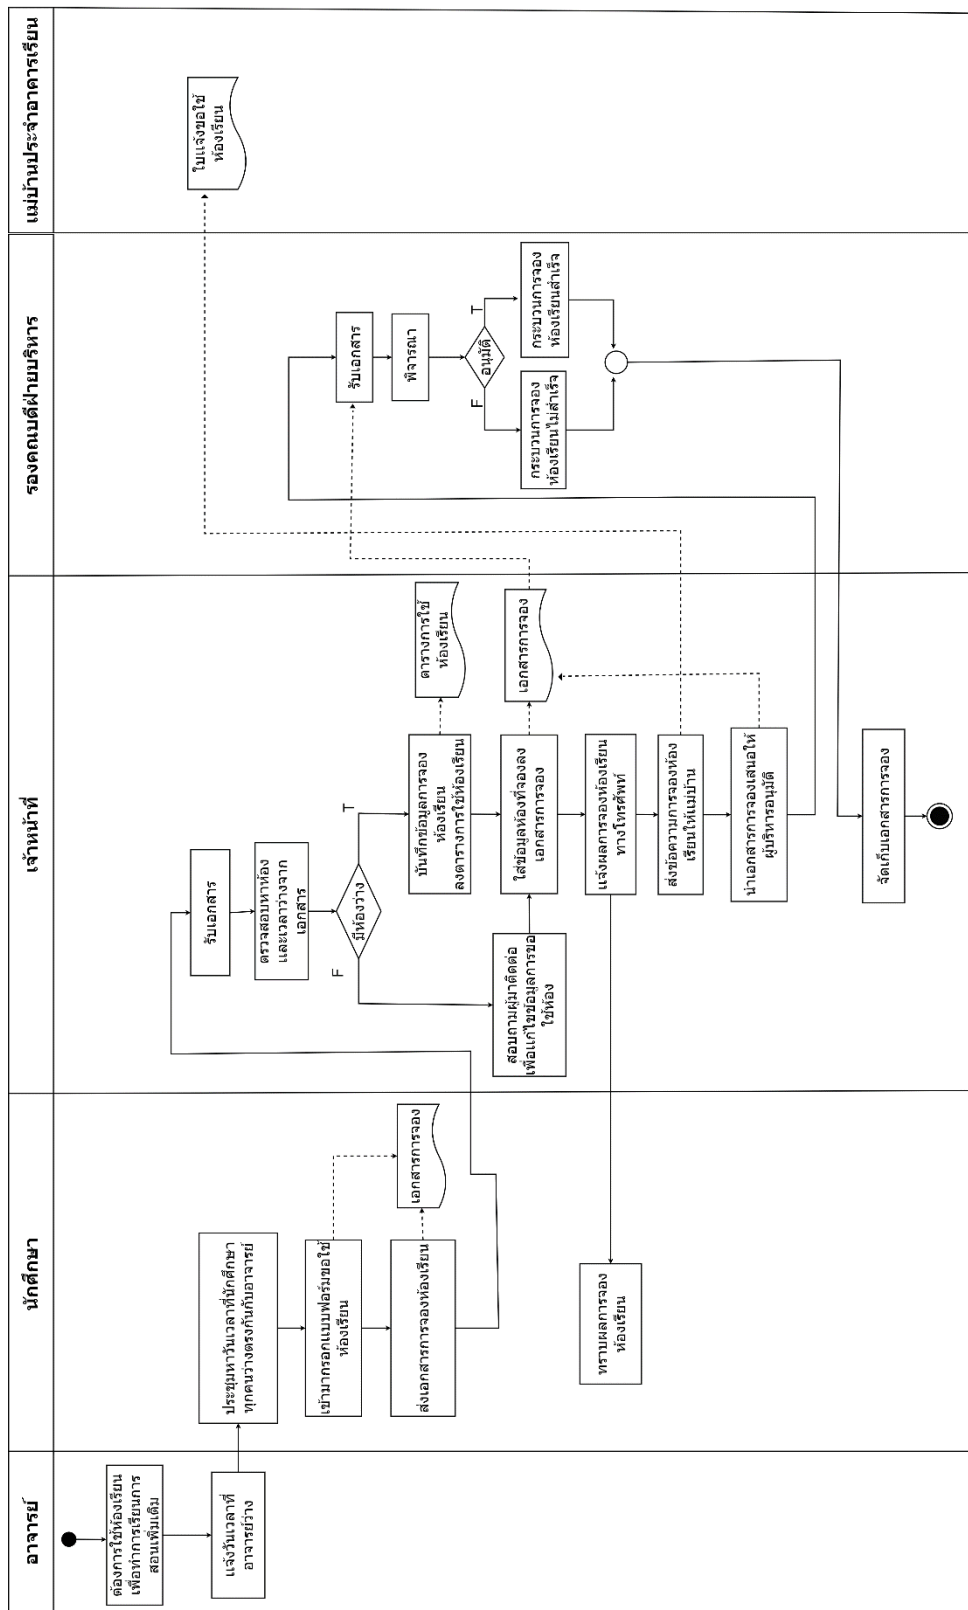 อาจารย์
ต้องการใช้ห้องเรียน
เพื่อทำการเรียนการ
สอนเพิ่มเติม
แจ้งวันเวลาที่
อาจารย์ว่าง
นักศึกษา
ประชุมหาวันเวลาที่นักศึกษา
ทุกคนว่างตรงกันกับอาจารย์
เข้ามากรอกแบบฟอร์มขอใช้
ห้องเรียน
ส่งเอกสารการจองห้องเรียน
เอกสารการจอง
ทราบผลการจอง
ห้องเรียน
เจ้าหน้าที่
รับเอกสาร
ตรวจสอบหาห้อง
และเวลาว่างจาก
เอกสาร
มีห้องว่าง
F
T
บันทึกข้อมูลการจอง
ห้องเรียน
ลงตารางการใช้ห้องเรียน
ตารางการใช้
ห้องเรียน
สอบถามผู้มาติดต่อ
เพื่อแก้ไขข้อมูลการขอ
ใช้ห้อง
ใส่ข้อมูลห้องที่จองลง
เอกสารการจอง
เอกสารการจอง
แจ้งผลการจองห้องเรียน
ทางโทรศัพท์
ส่งข้อความการจองห้อง
เรียนให้แม่บ้าน
นำเอกสารการจองเสนอให้
ผู้บริหารอนุมัติ
จัดเก็บเอกสารการจอง
รองคณบดีฝ่ายบริหาร
รับเอกสาร
พิจารณา
อนุมัติ
F
T
กระบวนการจอง
ห้องเรียนไม่สำเร็จ
กระบวนการจอง
ห้องเรียนสำเร็จ
แม่บ้านประจำอาคารเรียน
ใบแจ้งขอใช้
ห้องเรียน